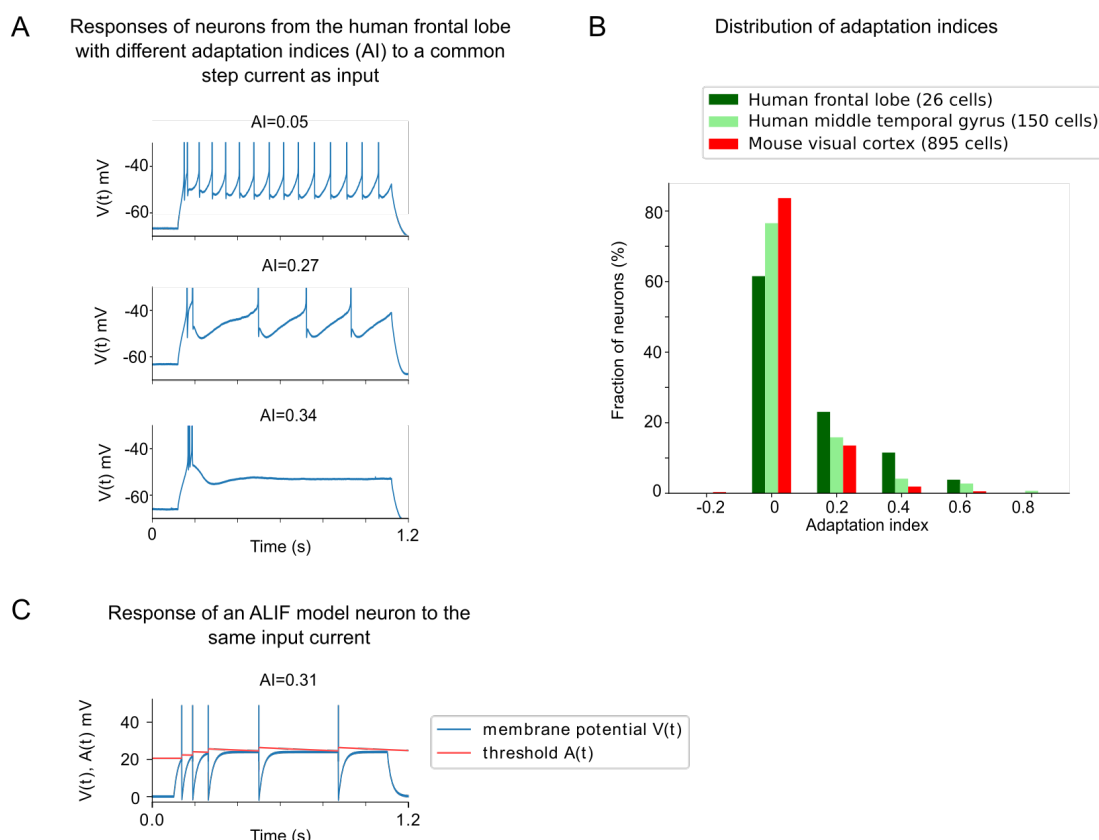 A
Responses of neurons from the human frontal lobe
with different adaptation indices (AI) to a common
step current as input
AI=0.05
V(t) mV
-40
-60
AI=0.27
V(t) mV
-40
-60
AI=0.34
V(t) mV
-40
-60
0
1.2
Time (s)
B
Distribution of adaptation indices
Human frontal lobe (26 cells)
Human middle temporal gyrus (150 cells)
Mouse visual cortex (895 cells)
Fraction of neurons (%)
80
60
40
20
0
-0.2 0 0.2 0.4 0.6 0.8
Adaptation index
C
Response of an ALIF model neuron to the
same input current
AI=0.31
V(t), A(t) mV
40
20
0
0.0 1.2
Time (s)
membrane potential V(t)
threshold A(t)